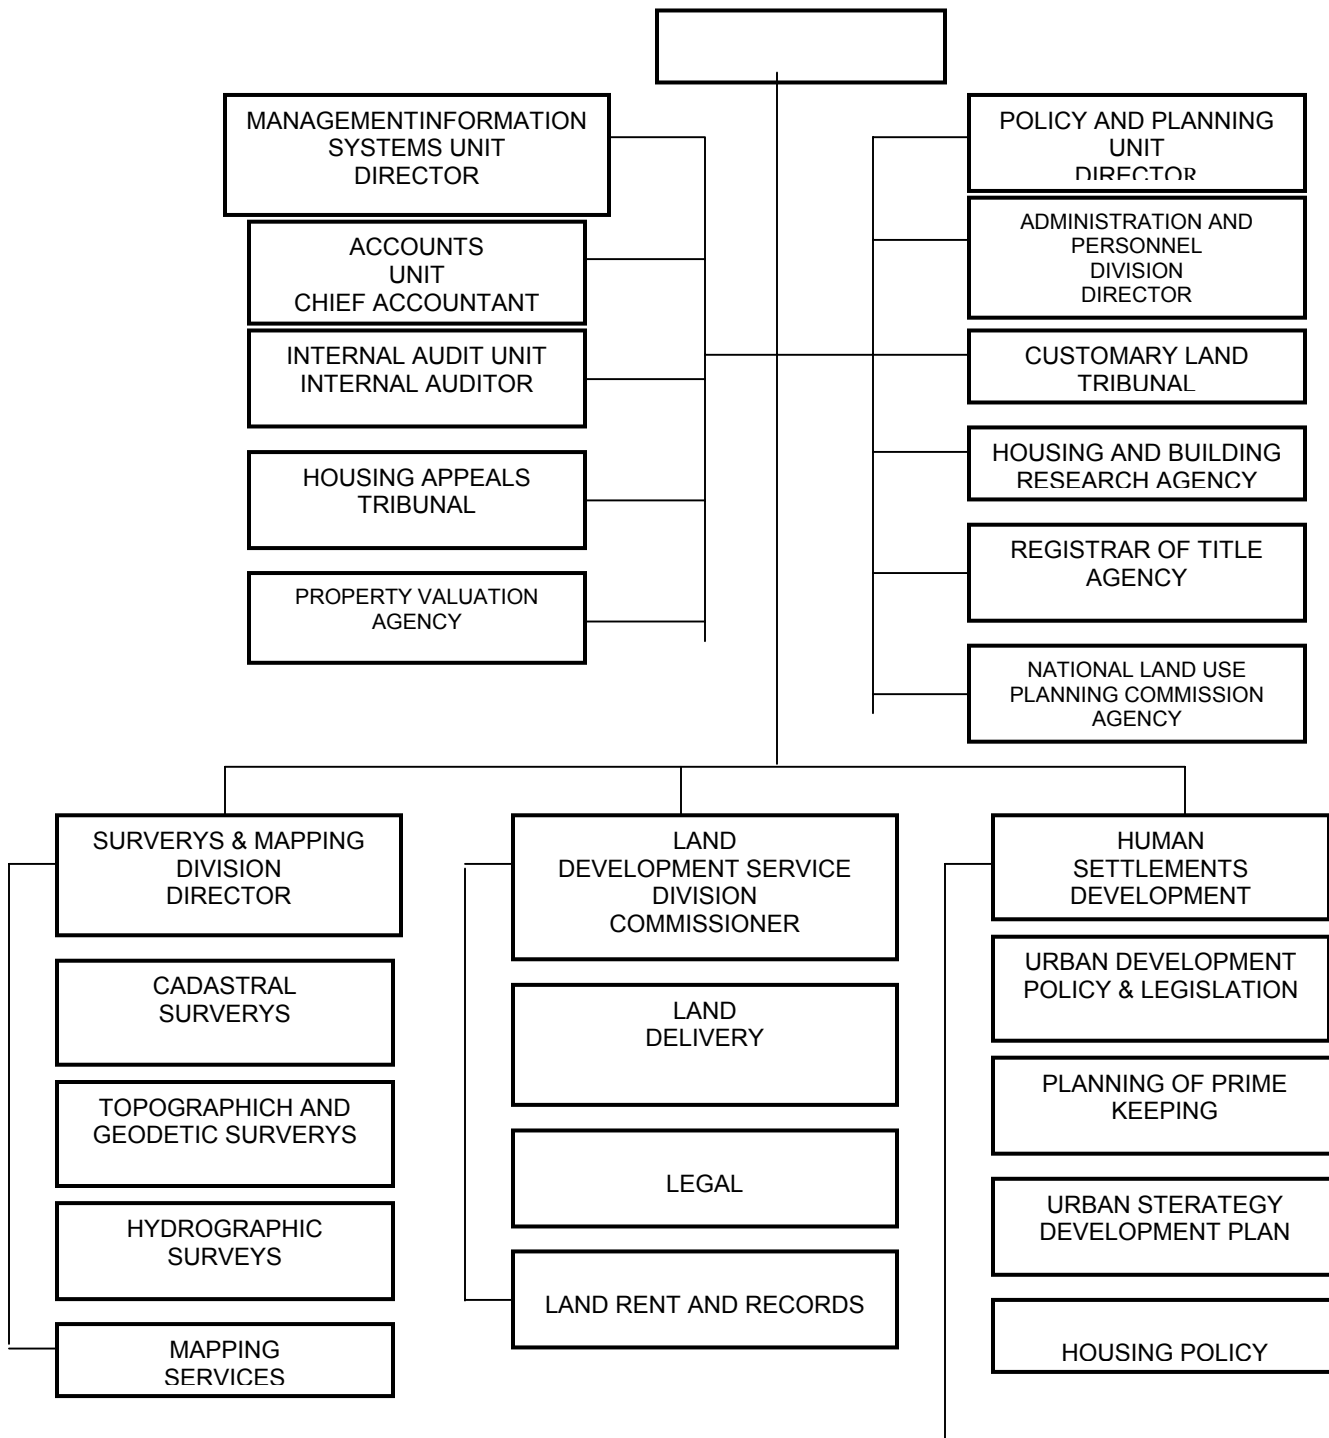 MANAGEMENTINFORMATION
SYSTEMS UNIT
DIRECTOR
ACCOUNTS
UNIT
CHIEF ACCOUNTANT
INTERNAL AUDIT UNIT
INTERNAL AUDITOR
HOUSING APPEALS
TRIBUNAL
PROPERTY VALUATION
AGENCY
POLICY AND PLANNING
UNIT
DIRECTOR
ADMINISTRATION AND
PERSONNEL
DIVISION
DIRECTOR
CUSTOMARY LAND
TRIBUNAL
HOUSING AND BUILDING
RESEARCH AGENCY
REGISTRAR OF TITLE
AGENCY
NATIONAL LAND USE
PLANNING COMMISSION
AGENCY
SURVERYS & MAPPING
DIVISION
DIRECTOR
CADASTRAL
SURVERYS
TOPOGRAPHICH AND
GEODETIC SURVERYS
HYDROGRAPHIC
SURVEYS
MAPPING
SERVICES
LAND
DEVELOPMENT SERVICE
DIVISION
COMMISSIONER
LAND
DELIVERY
LEGAL
LAND RENT AND RECORDS
HUMAN
SETTLEMENTS
DEVELOPMENT
URBAN DEVELOPMENT
POLICY & LEGISLATION
PLANNING OF PRIME
KEEPING
URBAN STERATEGY
DEVELOPMENT PLAN
HOUSING POLICY